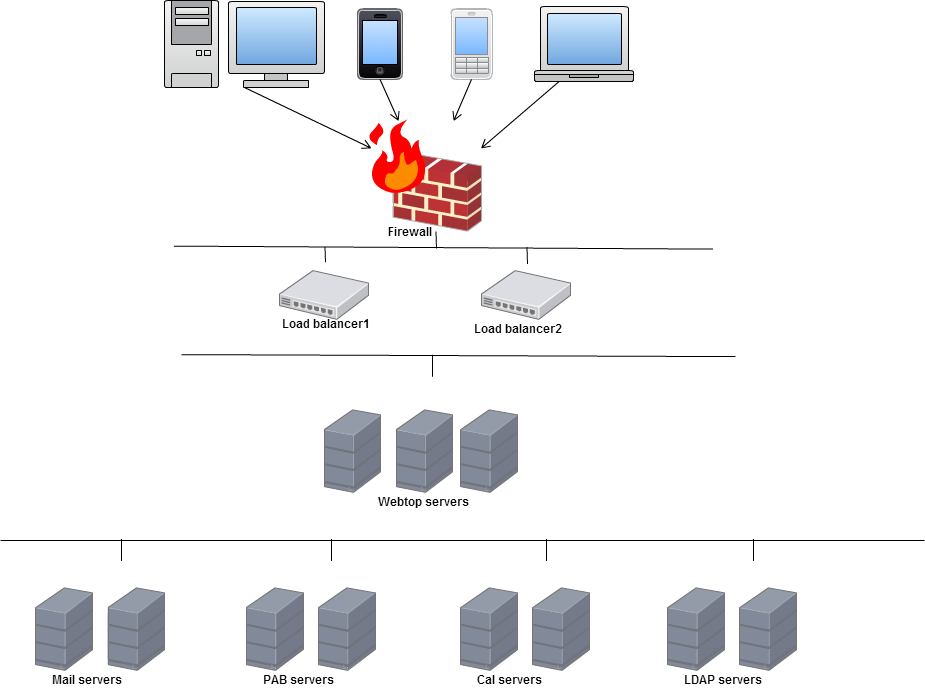 Firewall
Load balancer1
Load balancer2
Webtop servers
Mail servers
PAB servers
Cal servers
LDAP servers